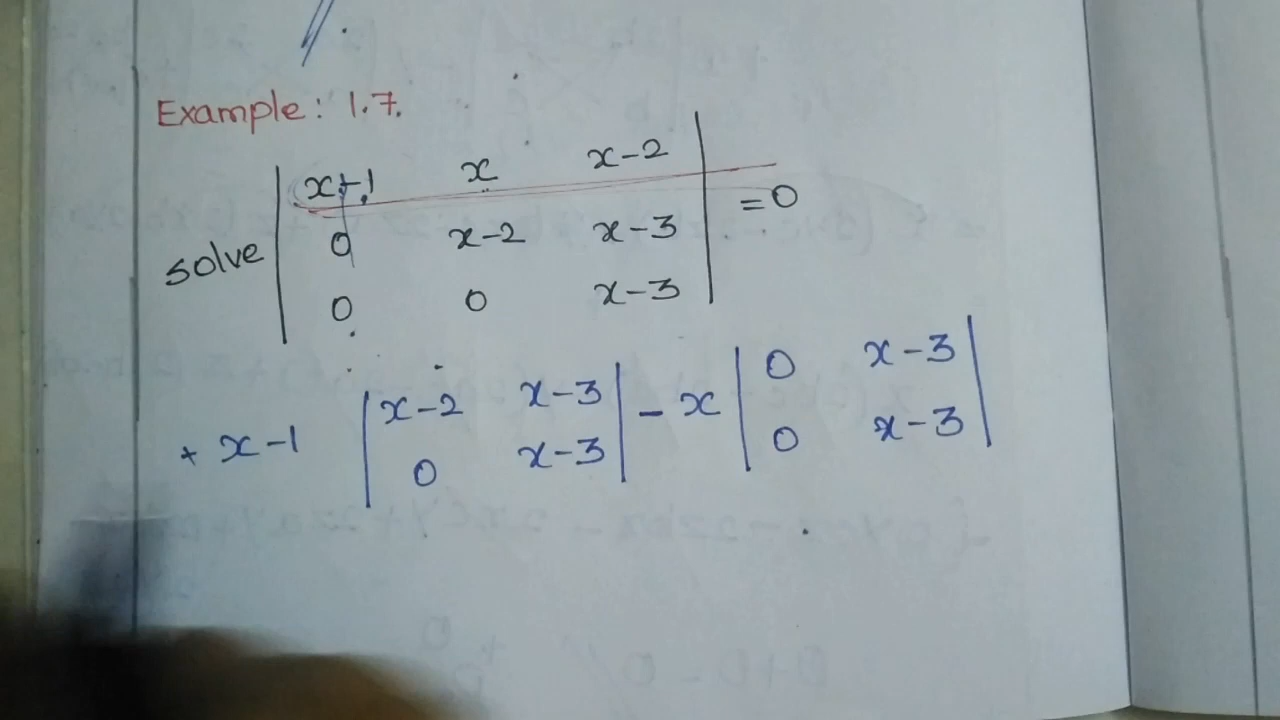 Example: 1.7.
solve | x-1 x x-2 |
| 0 x-2 x-3 | = 0
| 0 0 x-3 |
+ x-1 | x-2 x-3 | - x | 0 x-3 |
| 0 x-3 | | 0 x-3 |